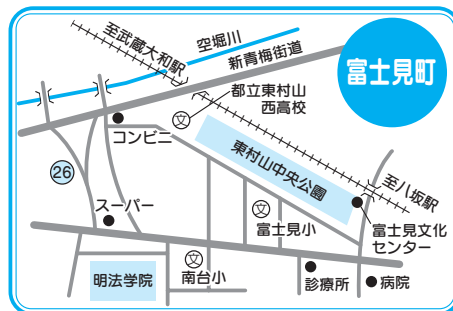 富士見町
至武蔵大和駅
空堀川
新青梅街道
都立東村山
西高校
文
コンビニ
東村山中央公園
至八坂駅
26
スーパー
文
富士見小
富士見文化
センター
文
南台小
明法学院
診療所
病院